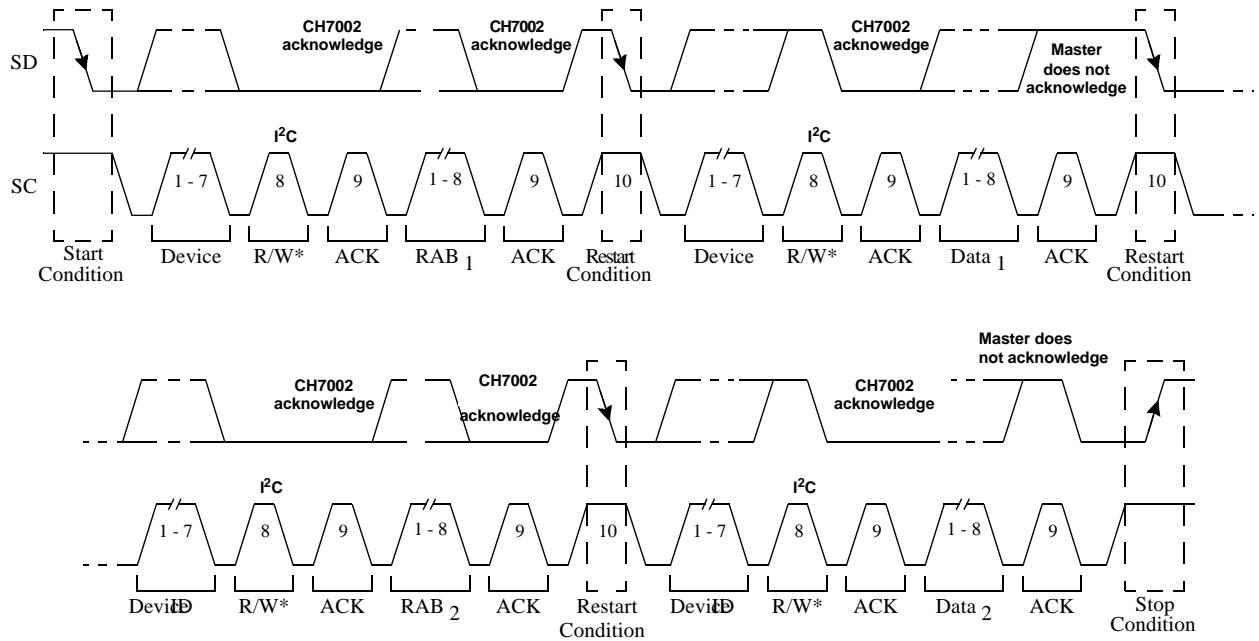 CH7002 acknowledge
CH7002 acknowledge
CH7002 acknowedge
Master does not acknowledge
SD
I²C
I²C
SC
1 - 7
8
9
1 - 8
9
10
1 - 7
8
9
1 - 8
9
10
Start Condition
Device
R/W*
ACK
RAB 1
ACK
Restart Condition
Device
R/W*
ACK
Data 1
ACK
Restart Condition
CH7002 acknowledge
CH7002 acknowledge
CH7002 acknowledge
Master does not acknowledge
I²C
I²C
1 - 7
8
9
1 - 8
9
10
1 - 7
8
9
1 - 8
9
Device ID
R/W*
ACK
RAB 2
ACK
Restart Condition
Device ID
R/W*
ACK
Data 2
ACK
Stop Condition